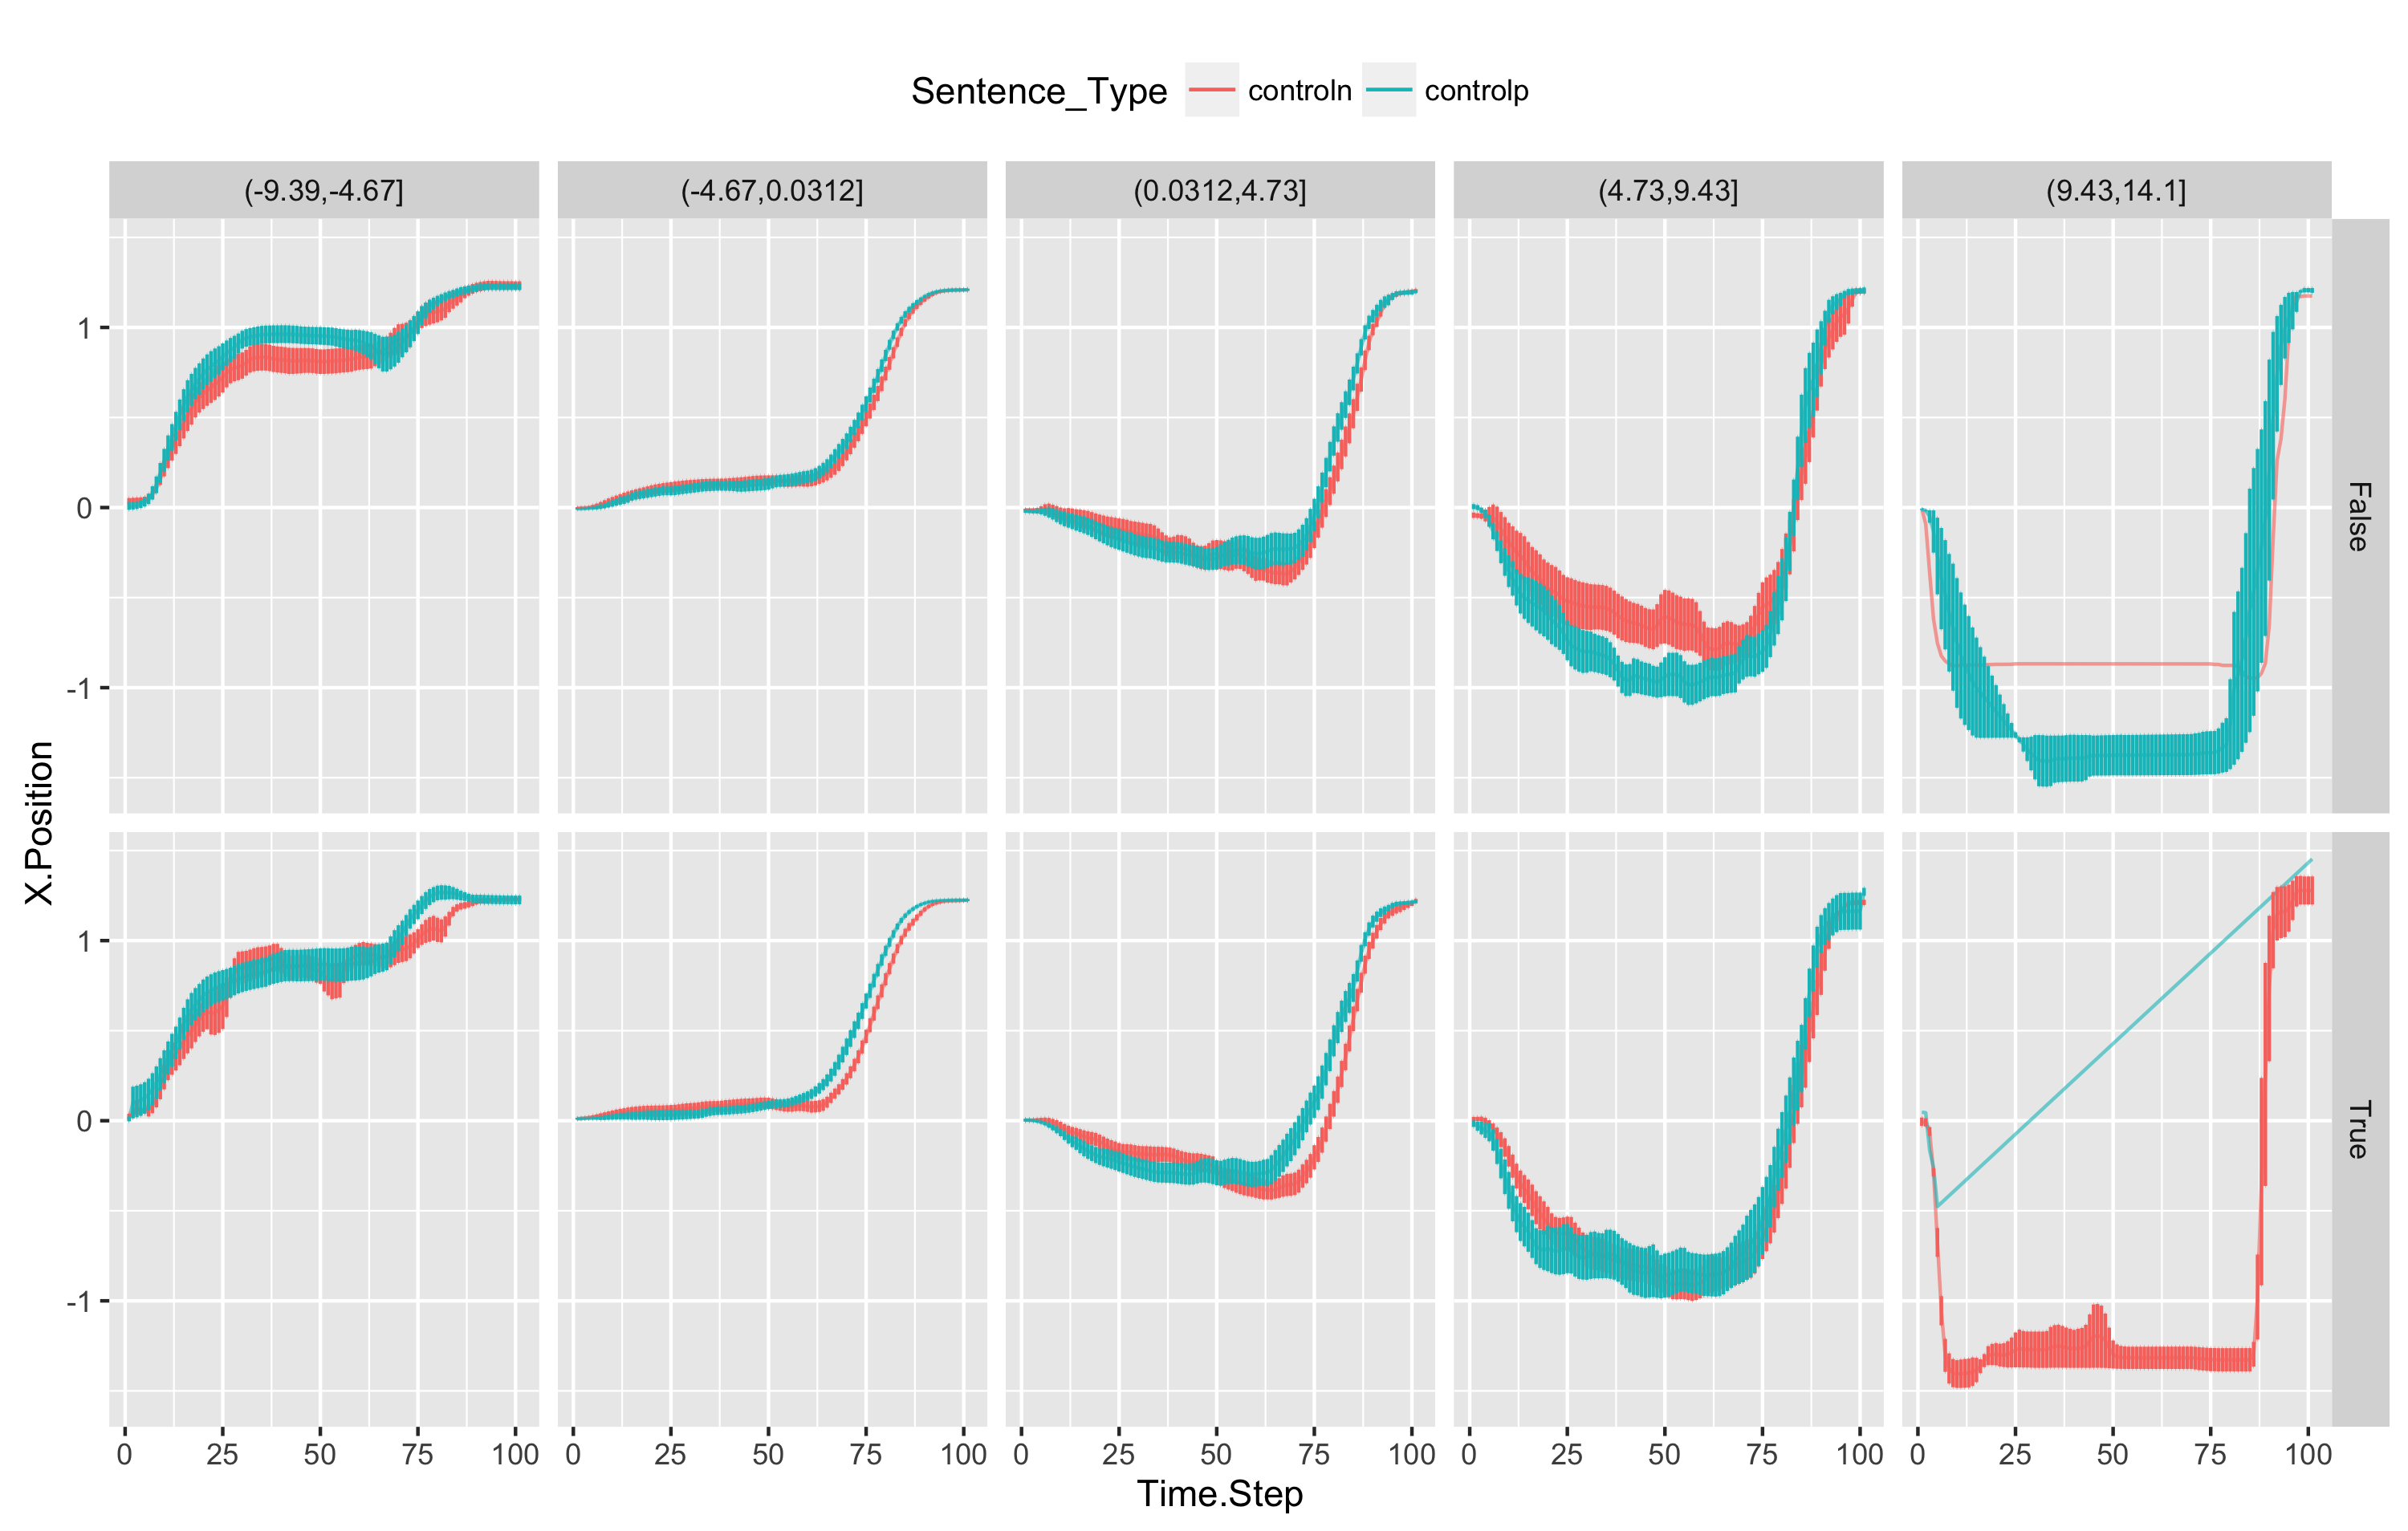 Sentence_Type controln controlp
(-9.39,-4.67] (-4.67,0.0312] (0.0312,4.73] (4.73,9.43] (9.43,14.1]
1
0
-1
False
X.Position
1
0
-1
True
0 25 50 75 100 0 25 50 75 100 0 25 50 75 100 0 25 50 75 100 0 25 50 75 100
Time.Step